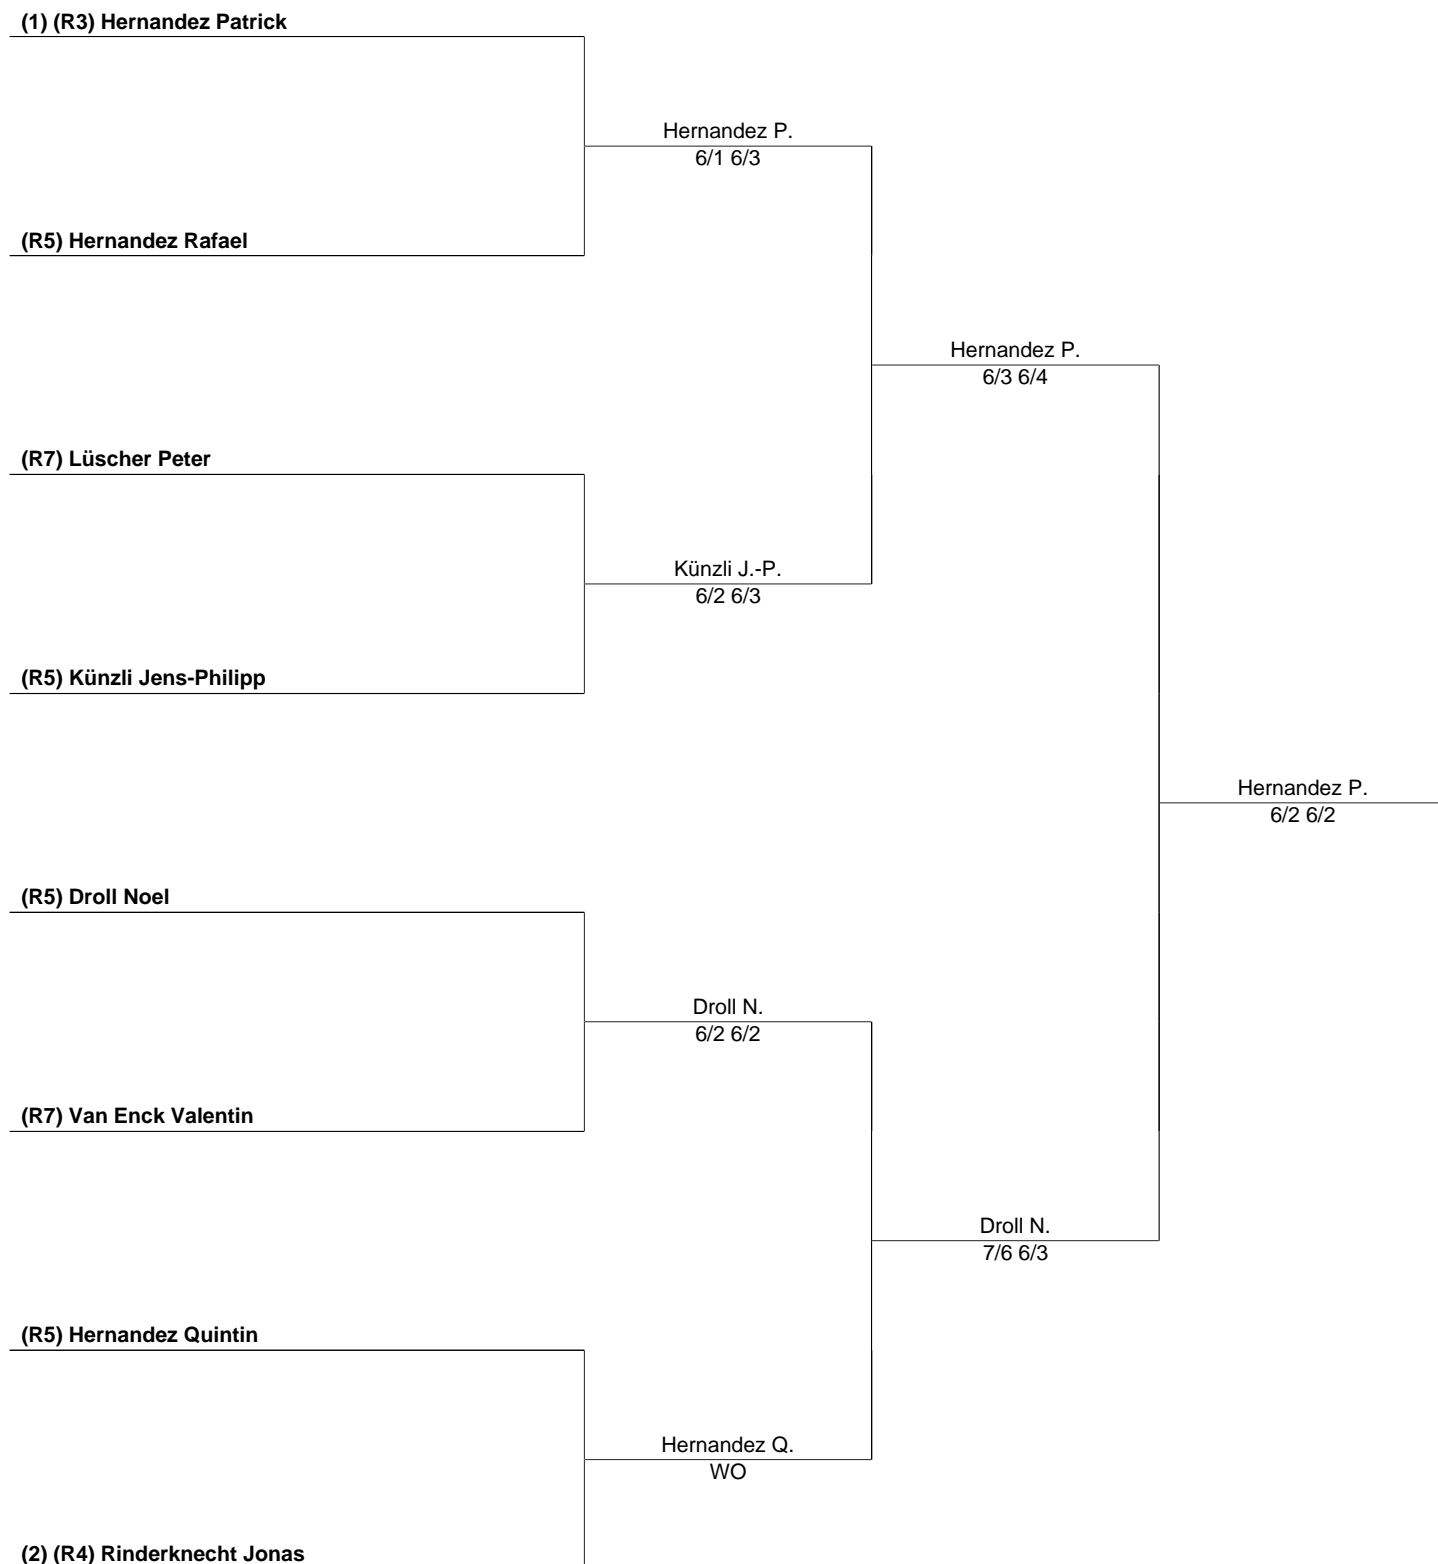 (1) (R3) Hernandez Patrick
Hernandez P.
6/1 6/3
(R5) Hernandez Rafael
Hernandez P.
6/3 6/4
(R7) Lüscher Peter
Künzli J.-P.
6/2 6/3
(R5) Künzli Jens-Philipp
Hernandez P.
6/2 6/2
(R5) Droll Noel
Droll N.
6/2 6/2
(R7) Van Enck Valentin
Droll N.
7/6 6/3
(R5) Hernandez Quintin
Hernandez Q.
WO
(2) (R4) Rinderknecht Jonas